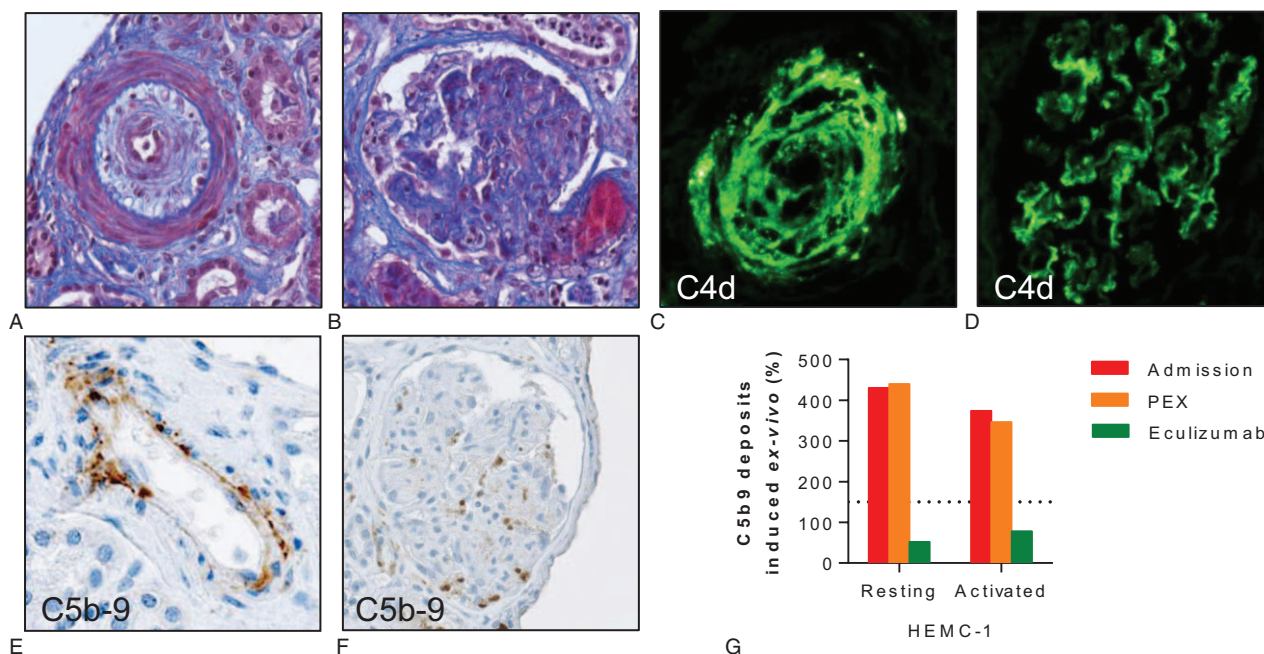 A
B
C4d
C
C4d
D
C5b-9
E
C5b-9
F
C5b9 deposits
induced ex-vivo (%)
500
400
300
200
100
0
Resting Activated
HEMC-1
Admission
PEX
Eculizumab
G